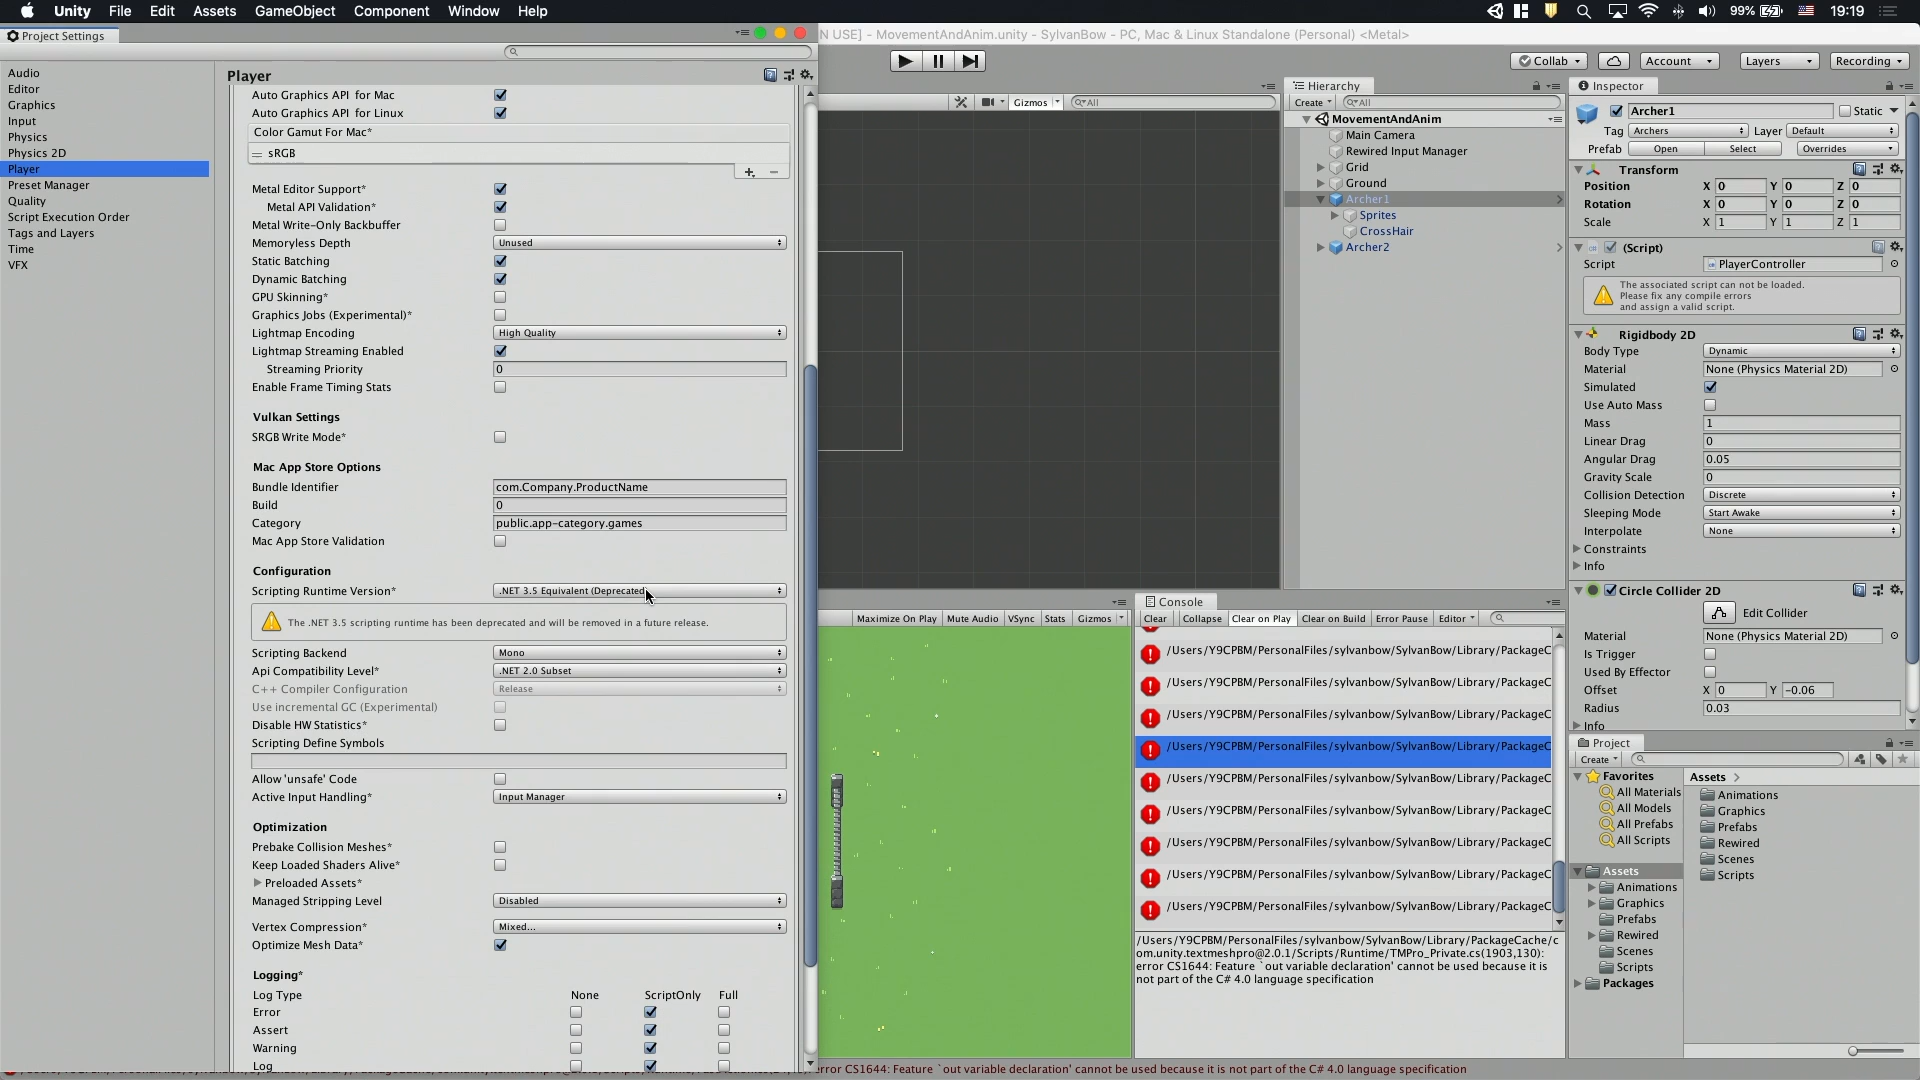 Unity File Edit Assets GameObject Component Window Help
99% 19:19
Project Settings
N USE] - MovementAndAnim.unity - SylvanBow - PC, Mac & Linux Standalone (Personal) <Metal>
Collab Account Layers Recording
Audio
Editor
Graphics
Input
Physics
Physics 2D
Player
Preset Manager
Quality
Script Execution Order
Tags and Layers
Time
VFX
Player
Auto Graphics API for Mac
Auto Graphics API for Linux
Color Gamut For Mac*
= sRGB
+ −
Metal Editor Support*
Metal API Validation*
Metal Write-Only Backbuffer
Memoryless Depth Unused
Static Batching
Dynamic Batching
GPU Skinning*
Graphics Jobs (Experimental)*
Lightmap Encoding High Quality
Lightmap Streaming Enabled
Streaming Priority 0
Enable Frame Timing Stats
Vulkan Settings
SRGB Write Mode*
Mac App Store Options
Bundle Identifier com.Company.ProductName
Build 0
Category public.app-category.games
Mac App Store Validation
Configuration
Scripting Runtime Version* .NET 3.5 Equivalent (Deprecated
The .NET 3.5 scripting runtime has been deprecated and will be removed in a future release.
Scripting Backend Mono
Api Compatibility Level* .NET 2.0 Subset
C++ Compiler Configuration Release
Use incremental GC (Experimental)
Disable HW Statistics*
Scripting Define Symbols
Allow 'unsafe' Code
Active Input Handling* Input Manager
Optimization
Prebake Collision Meshes*
Keep Loaded Shaders Alive*
Preloaded Assets*
Managed Stripping Level Disabled
Vertex Compression* Mixed...
Optimize Mesh Data*
Logging*
Log Type None ScriptOnly Full
Error
Assert
Warning
Log
Gizmos All
Maximize On Play Mute Audio VSync Stats Gizmos
Hierarchy
Create All
MovementAndAnim
Main Camera
Rewired Input Manager
Grid
Ground
Archer1
Sprites
CrossHair
Archer2
Console
Clear Collapse Clear on Play Clear on Build Error Pause Editor
/Users/Y9CPBM/PersonalFiles/sylvanbow/SylvanBow/Library/PackageC
/Users/Y9CPBM/PersonalFiles/sylvanbow/SylvanBow/Library/PackageC
/Users/Y9CPBM/PersonalFiles/sylvanbow/SylvanBow/Library/PackageC
/Users/Y9CPBM/PersonalFiles/sylvanbow/SylvanBow/Library/PackageC
/Users/Y9CPBM/PersonalFiles/sylvanbow/SylvanBow/Library/PackageC
/Users/Y9CPBM/PersonalFiles/sylvanbow/SylvanBow/Library/PackageC
/Users/Y9CPBM/PersonalFiles/sylvanbow/SylvanBow/Library/PackageC
/Users/Y9CPBM/PersonalFiles/sylvanbow/SylvanBow/Library/PackageC
/Users/Y9CPBM/PersonalFiles/sylvanbow/SylvanBow/Library/PackageC
/Users/Y9CPBM/PersonalFiles/sylvanbow/SylvanBow/Library/PackageCache/c
om.unity.textmeshpro@2.0.1/Scripts/Runtime/TMPro_Private.cs(1903,130):
error CS1644: Feature `out variable declaration' cannot be used because it is
not part of the C# 4.0 language specification
Inspector
Archer1 Static
Tag Archers Layer Default
Prefab Open Select Overrides
Transform
Position X 0 Y 0 Z 0
Rotation X 0 Y 0 Z 0
Scale X 1 Y 1 Z 1
(Script)
Script PlayerController
The associated script can not be loaded.
Please fix any compile errors
and assign a valid script.
Rigidbody 2D
Body Type Dynamic
Material None (Physics Material 2D)
Simulated
Use Auto Mass
Mass 1
Linear Drag 0
Angular Drag 0.05
Gravity Scale 0
Collision Detection Discrete
Sleeping Mode Start Awake
Interpolate None
Constraints
Info
Circle Collider 2D
Edit Collider
Material None (Physics Material 2D)
Is Trigger
Used By Effector
Offset X 0 Y -0.06
Radius 0.03
Info
Project
Create
Favorites
All Materials
All Models
All Prefabs
All Scripts
Assets
Animations
Graphics
Prefabs
Rewired
Scenes
Scripts
Packages
Assets >
Animations
Graphics
Prefabs
Rewired
Scenes
Scripts
error CS1644: Feature `out variable declaration' cannot be used because it is not part of the C# 4.0 language specification